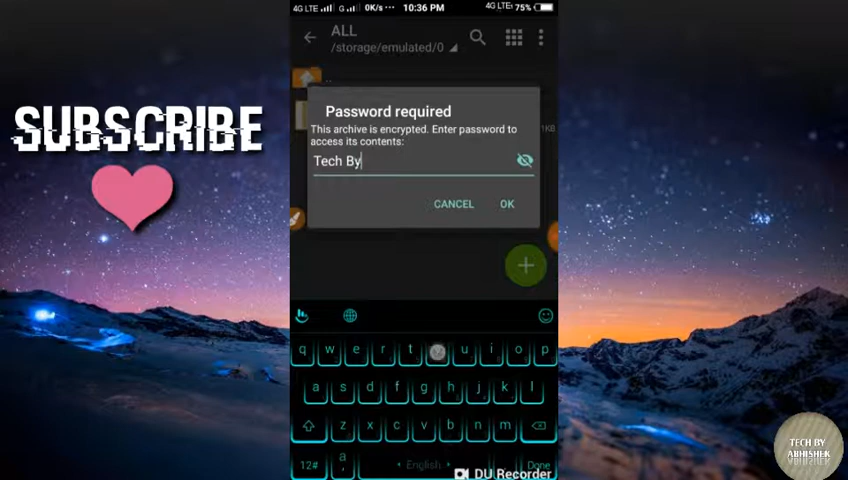 4G LTE G 0K/s 10:36 PM 4G LTE 75%
ALL
/storage/emulated/0
SUBSCRIBE
Password required
This archive is encrypted. Enter password to
access its contents:
Tech By
CANCEL OK
q w e r t y u i o p
a s d f g h j k l
z x c v b n m
12# , English . Done
DU Recorder
TECH BY
ABHISHEK